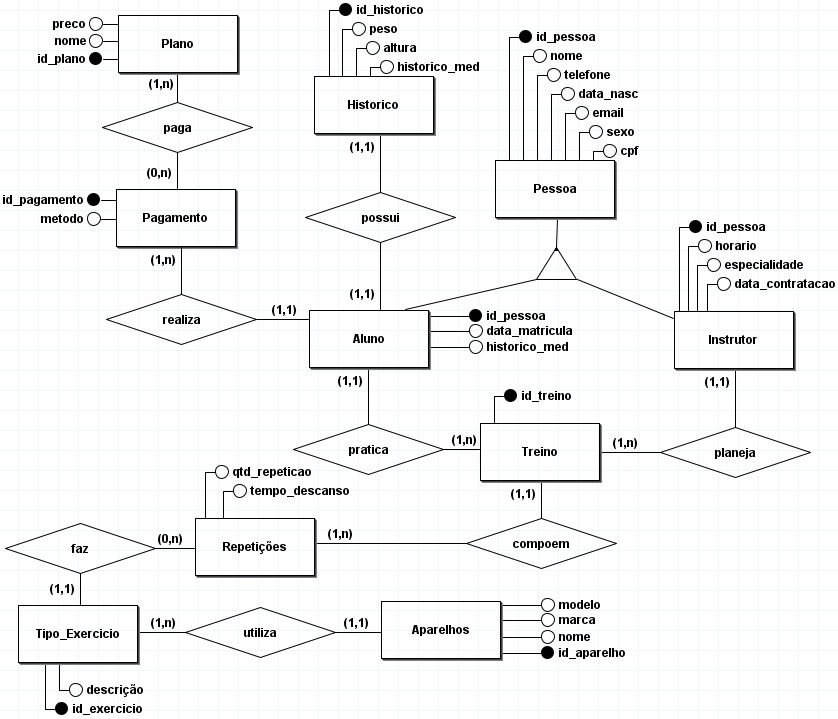 preco
nome
id_plano
Plano
(1,n)
paga
(0,n)
id_pagamento
metodo
Pagamento
(1,n)
realiza
(1,1)
id_historico
peso
altura
historico_med
Historico
(1,1)
possui
(1,1)
id_pessoa
nome
telefone
data_nasc
email
sexo
cpf
Pessoa
id_pessoa
horario
especialidade
data_contratacao
Instrutor
(1,1)
Aluno
id_pessoa
data_matricula
historico_med
(1,1)
pratica
(1,n)
id_treino
Treino
(1,n)
planeja
(1,1)
compoem
(1,n)
qtd_repeticao
tempo_descanso
Repetições
(0,n)
faz
(1,1)
Tipo_Exercicio
(1,n)
utiliza
(1,1)
Aparelhos
modelo
marca
nome
id_aparelho
descrição
id_exercicio